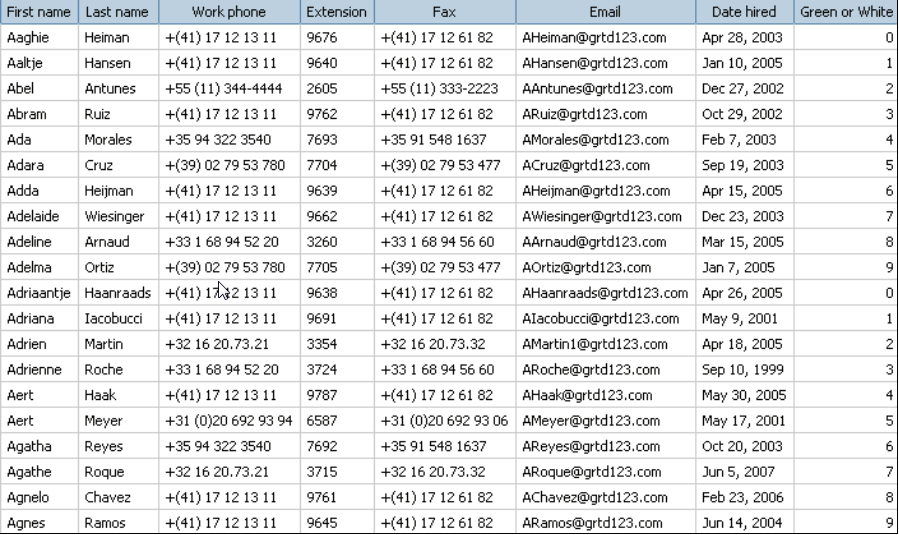 First name Last name Work phone Extension Fax Email Date hired Green or White
Aaghie Heiman +(41) 17 12 13 11 9676 +(41) 17 12 61 82 AHeiman@grtd123.com Apr 28, 2003 0
Aaltje Hansen +(41) 17 12 13 11 9640 +(41) 17 12 61 82 AHansen@grtd123.com Jan 10, 2005 1
Abel Antunes +55 (11) 344-4444 2605 +55 (11) 333-2223 AAntunes@grtd123.com Dec 27, 2002 2
Abram Ruiz +(41) 17 12 13 11 9762 +(41) 17 12 61 82 ARuiz@grtd123.com Oct 29, 2002 3
Ada Morales +35 94 322 3540 7693 +35 91 548 1637 AMorales@grtd123.com Feb 7, 2003 4
Adara Cruz +(39) 02 79 53 780 7704 +(39) 02 79 53 477 ACruz@grtd123.com Sep 19, 2003 5
Adda Heijman +(41) 17 12 13 11 9639 +(41) 17 12 61 82 AHeijman@grtd123.com Apr 15, 2005 6
Adelaide Wiesinger +(41) 17 12 13 11 9662 +(41) 17 12 61 82 AWiesinger@grtd123.com Dec 23, 2003 7
Adeline Arnaud +33 1 68 94 52 20 3260 +33 1 68 94 56 60 AArnaud@grtd123.com Mar 15, 2005 8
Adelma Ortiz +(39) 02 79 53 780 7705 +(39) 02 79 53 477 AOrtiz@grtd123.com Jan 7, 2005 9
Adriaantje Haanraads +(41) 17 12 13 11 9638 +(41) 17 12 61 82 AHaanraads@grtd123.com Apr 26, 2005 0
Adriana Iacobucci +(41) 17 12 13 11 9691 +(41) 17 12 61 82 AIacobucci@grtd123.com May 9, 2001 1
Adrien Martin +32 16 20.73.21 3354 +32 16 20.73.32 AMartin1@grtd123.com Apr 18, 2005 2
Adrienne Roche +33 1 68 94 52 20 3724 +33 1 68 94 56 60 ARoche@grtd123.com Sep 10, 1999 3
Aert Haak +(41) 17 12 13 11 9787 +(41) 17 12 61 82 AHaak@grtd123.com May 30, 2005 4
Aert Meyer +31 (0)20 692 93 94 6587 +31 (0)20 692 93 06 AMeyer@grtd123.com May 17, 2001 5
Agatha Reyes +35 94 322 3540 7692 +35 91 548 1637 AReyes@grtd123.com Oct 20, 2003 6
Agathe Roque +32 16 20.73.21 3715 +32 16 20.73.32 ARoque@grtd123.com Jun 5, 2007 7
Agnelo Chavez +(41) 17 12 13 11 9761 +(41) 17 12 61 82 AChavez@grtd123.com Feb 23, 2006 8
Agnes Ramos +(41) 17 12 13 11 9645 +(41) 17 12 61 82 ARamos@grtd123.com Jun 14, 2004 9